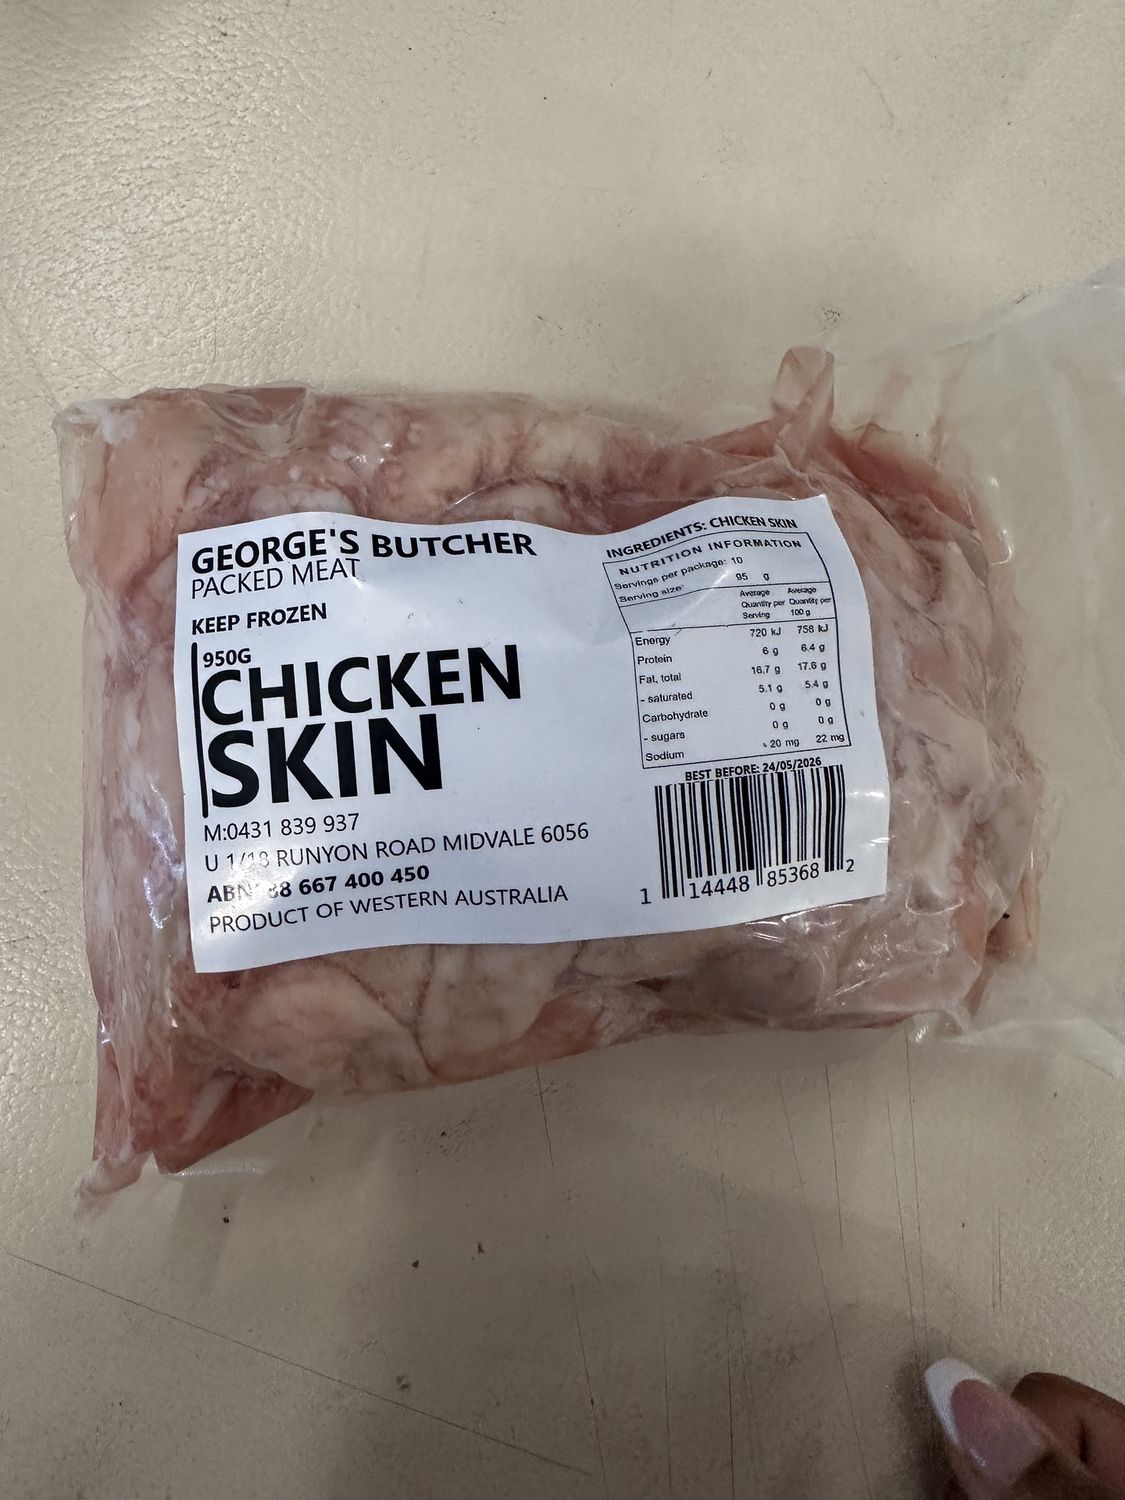 GEORGE'S BUTCHER
PACKED MEAT
KEEP FROZEN
950G
CHICKEN
SKIN
M:0431 839 937
U 1/18 RUNYON ROAD MIDVALE 6056
ABN: 88 667 400 450
PRODUCT OF WESTERN AUSTRALIA
INGREDIENTS: CHICKEN SKIN
NUTRITION INFORMATION
Servings per package: 10
Serving size: 95 g
Average Quantity per Serving Average Quantity per 100 g
Energy 720 kJ 758 kJ
Protein 6 g 6.4 g
Fat, total 16.7 g 17.6 g
- saturated 5.1 g 5.4 g
Carbohydrate 0 g 0 g
- sugars 0 g 0 g
Sodium 20 mg 22 mg
BEST BEFORE: 24/05/2026
1 14448 85368 2